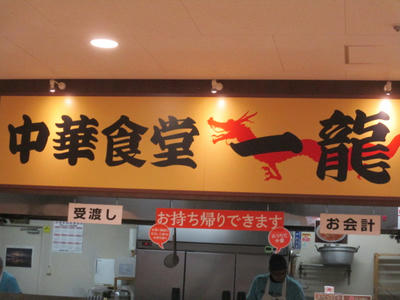 中華食堂 一龍
受渡し
お持ち帰りできます
お会計